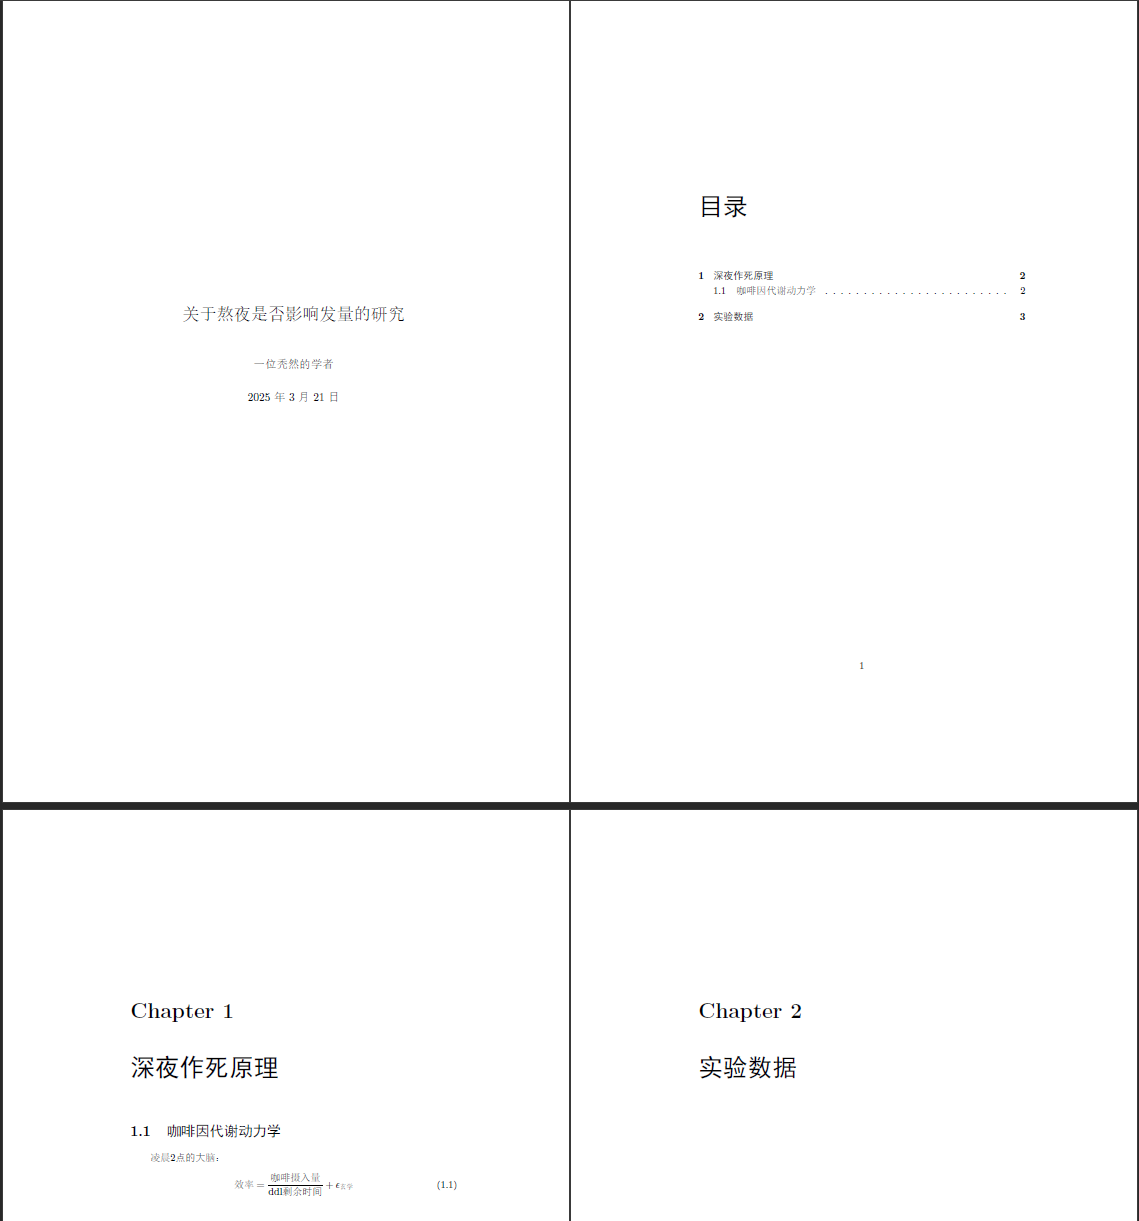 关于熬夜是否影响发量的研究
一位秃然的学者
2025 年 3 月 21 日
目录
1 深夜作死原理 2
1.1 咖啡因代谢动力学 . . . . . . . . . . . . . . . . . . . . . . . . 2
2 实验数据 3
1
Chapter 1
深夜作死原理
1.1 咖啡因代谢动力学
凌晨2点的大脑：
效率 = 咖啡摄入量 / ddl剩余时间 + ϵ玄学 (1.1)
Chapter 2
实验数据